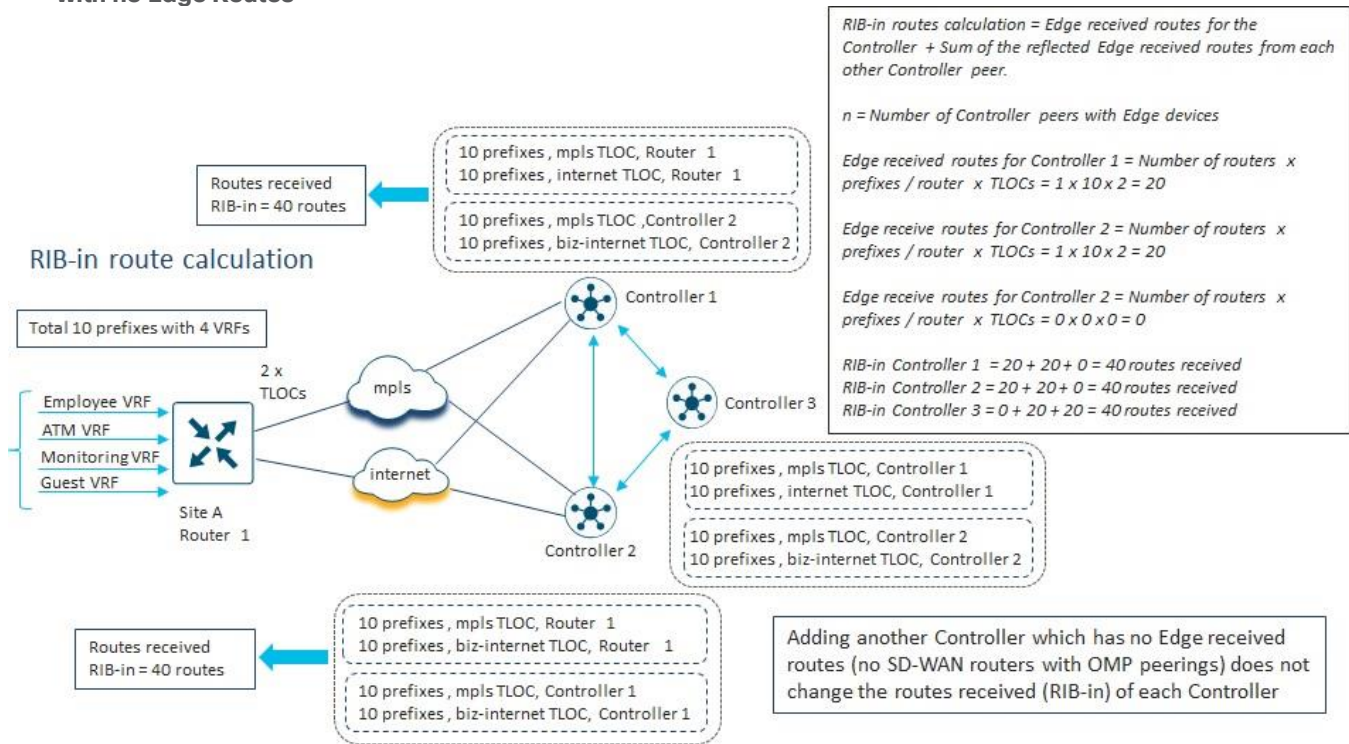 with no Edge Routes
RIB-in routes calculation = Edge received routes for the
Controller + Sum of the reflected Edge received routes from each
other Controller peer.
n = Number of Controller peers with Edge devices
Edge received routes for Controller 1 = Number of routers x
prefixes / router x TLOCs = 1 x 10 x 2 = 20
Edge receive routes for Controller 2 = Number of routers x
prefixes / router x TLOCs = 1 x 10 x 2 = 20
Edge receive routes for Controller 2 = Number of routers x
prefixes / router x TLOCs = 0 x 0 x 0 = 0
RIB-in Controller 1 = 20 + 20 + 0 = 40 routes received
RIB-in Controller 2 = 20 + 20 + 0 = 40 routes received
RIB-in Controller 3 = 0 + 20 + 20 = 40 routes received
10 prefixes , mpls TLOC, Router 1
10 prefixes , internet TLOC, Router 1
10 prefixes , mpls TLOC ,Controller 2
10 prefixes , biz-internet TLOC, Controller 2
Routes received
RIB-in = 40 routes
RIB-in route calculation
Total 10 prefixes with 4 VRFs
Controller 1
2 x
TLOCs
mpls
Employee VRF
ATM VRF
Monitoring VRF
Guest VRF
Controller 3
internet
Site A
Router 1
Controller 2
10 prefixes , mpls TLOC, Controller 1
10 prefixes , internet TLOC, Controller 1
10 prefixes , mpls TLOC, Controller 2
10 prefixes , biz-internet TLOC, Controller 2
Routes received
RIB-in = 40 routes
10 prefixes , mpls TLOC, Router 1
10 prefixes , biz-internet TLOC, Router 1
10 prefixes , mpls TLOC, Controller 1
10 prefixes , biz-internet TLOC, Controller 1
Adding another Controller which has no Edge received
routes (no SD-WAN routers with OMP peerings) does not
change the routes received (RIB-in) of each Controller